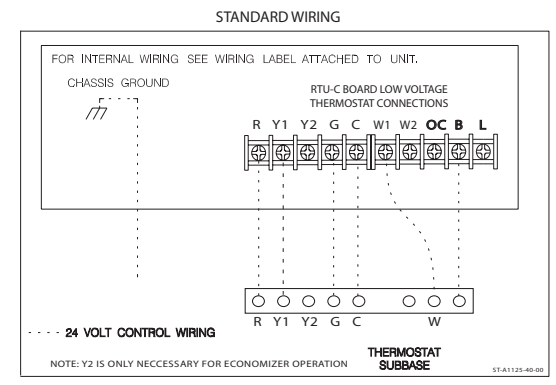 STANDARD WIRING
FOR INTERNAL WIRING SEE WIRING LABEL ATTACHED TO UNIT.
CHASSIS GROUND
RTU-C BOARD LOW VOLTAGE
THERMOSTAT CONNECTIONS
R Y1 Y2 G C W1 W2 OC B L
R Y1 Y2 G C W
24 VOLT CONTROL WIRING
THERMOSTAT
SUBBASE
NOTE: Y2 IS ONLY NECCESSARY FOR ECONOMIZER OPERATION
ST-A1125-40-00